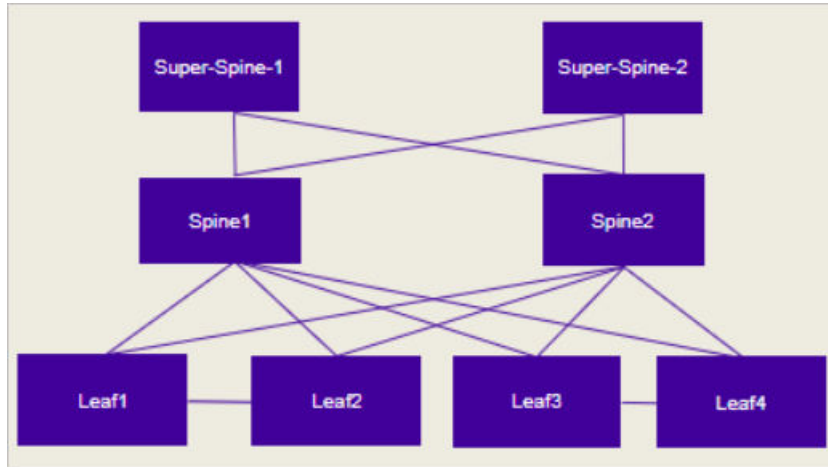 Super-Spine-1
Super-Spine-2
Spine1
Spine2
Leaf1
Leaf2
Leaf3
Leaf4